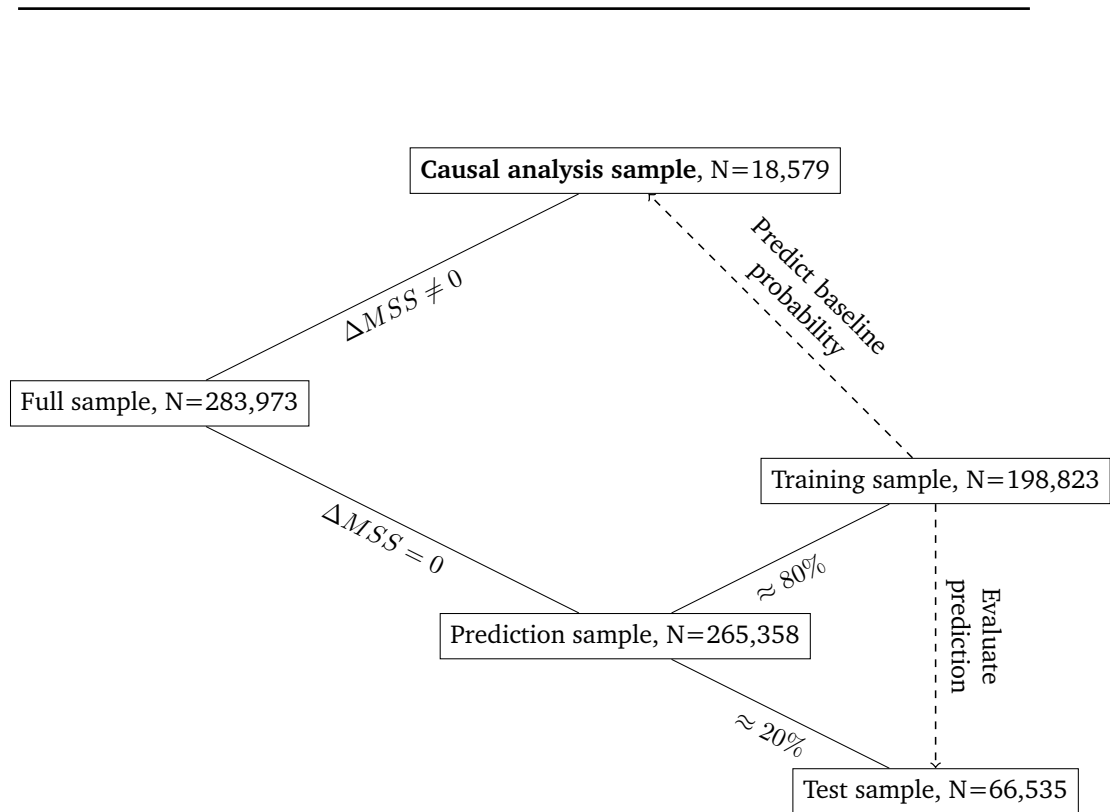 Causal analysis sample, N=18,579
Predict baseline
probability
ΔMSS ≠ 0
Full sample, N=283,973
Training sample, N=198,823
ΔMSS = 0
≈ 80%
Evaluate
prediction
Prediction sample, N=265,358
≈ 20%
Test sample, N=66,535